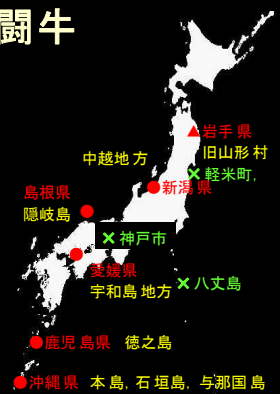 闘牛
岩手県
旧山形村
中越地方
軽米町,
新潟県
島根県
隠岐島
神戸市
愛媛県
宇和島地方
八丈島
鹿児島県 徳之島
沖縄県 本島, 石垣島, 与那国島